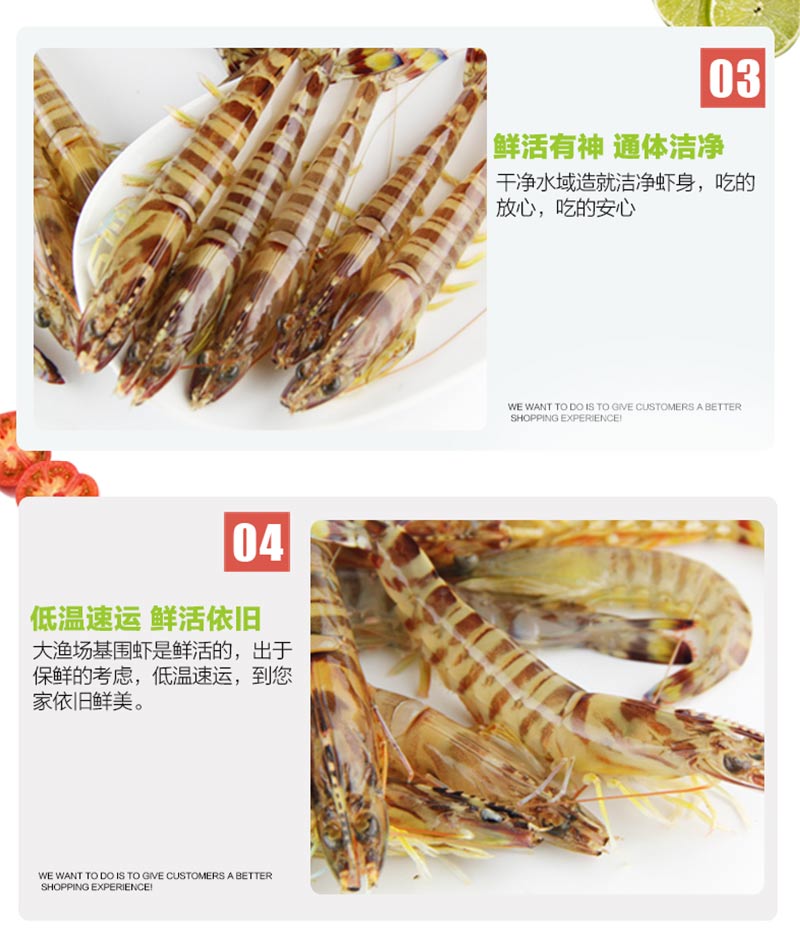 03
鲜活有神 通体洁净
干净水域造就洁净虾身，吃的
放心，吃的安心
WE WANT TO DO IS TO GIVE CUSTOMERS A BETTER
SHOPPING EXPERIENCE!
04
低温速运 鲜活依旧
大渔场基围虾是鲜活的，出于
保鲜的考虑，低温速运，到您
家依旧鲜美。
WE WANT TO DO IS TO GIVE CUSTOMERS A BETTER
SHOPPING EXPERIENCE!